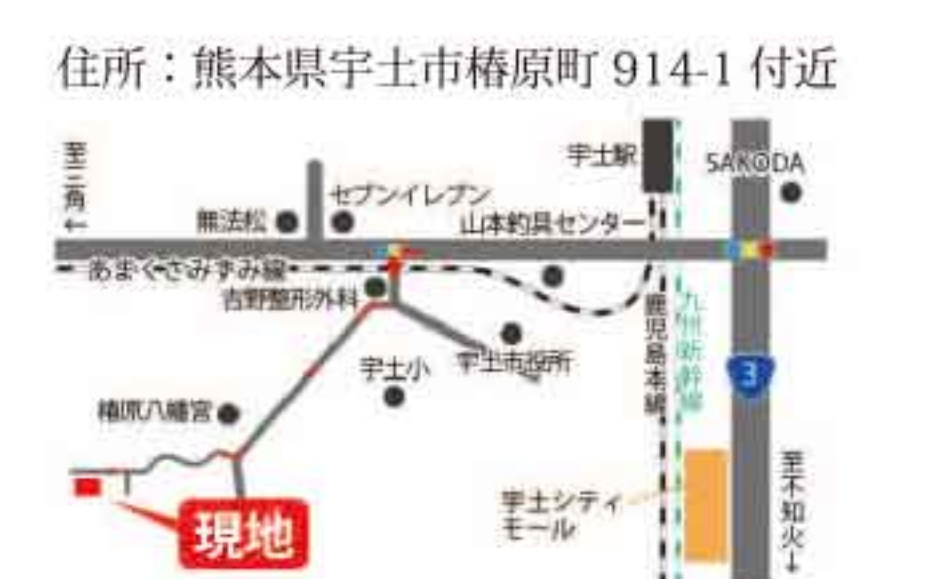 住所：熊本県宇土市椿原町 914-1 付近
至三角←
宇土駅
SAKODA
セブンイレブン
無法松
山本釣具センター
あまくさみすみ線
吉野整形外科
鹿児島本線
九州新幹線
宇土市役所
宇土小
3
椿原八幡宮
至不知火→
宇土シティ
モール
現地